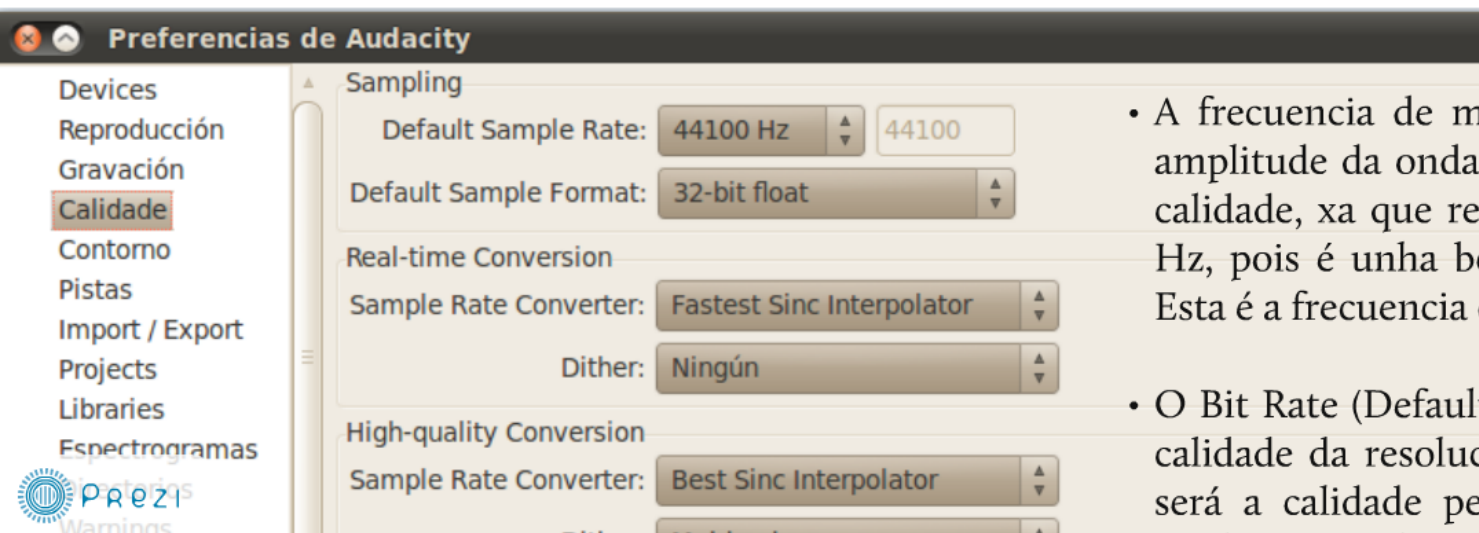 Preferencias de Audacity
Devices
Reproducción
Gravación
Calidade
Contorno
Pistas
Import / Export
Projects
Libraries
Espectrogramas
Warnings
PREZI
Sampling
Default Sample Rate: 44100 Hz 44100
Default Sample Format: 32-bit float
Real-time Conversion
Sample Rate Converter: Fastest Sinc Interpolator
Dither: Ningún
High-quality Conversion
Sample Rate Converter: Best Sinc Interpolator
• A frecuencia de
amplitude da onda
calidade, xa que
Hz, pois é unha
Esta é a frecuencia
• O Bit Rate
calidade da
será a calidade